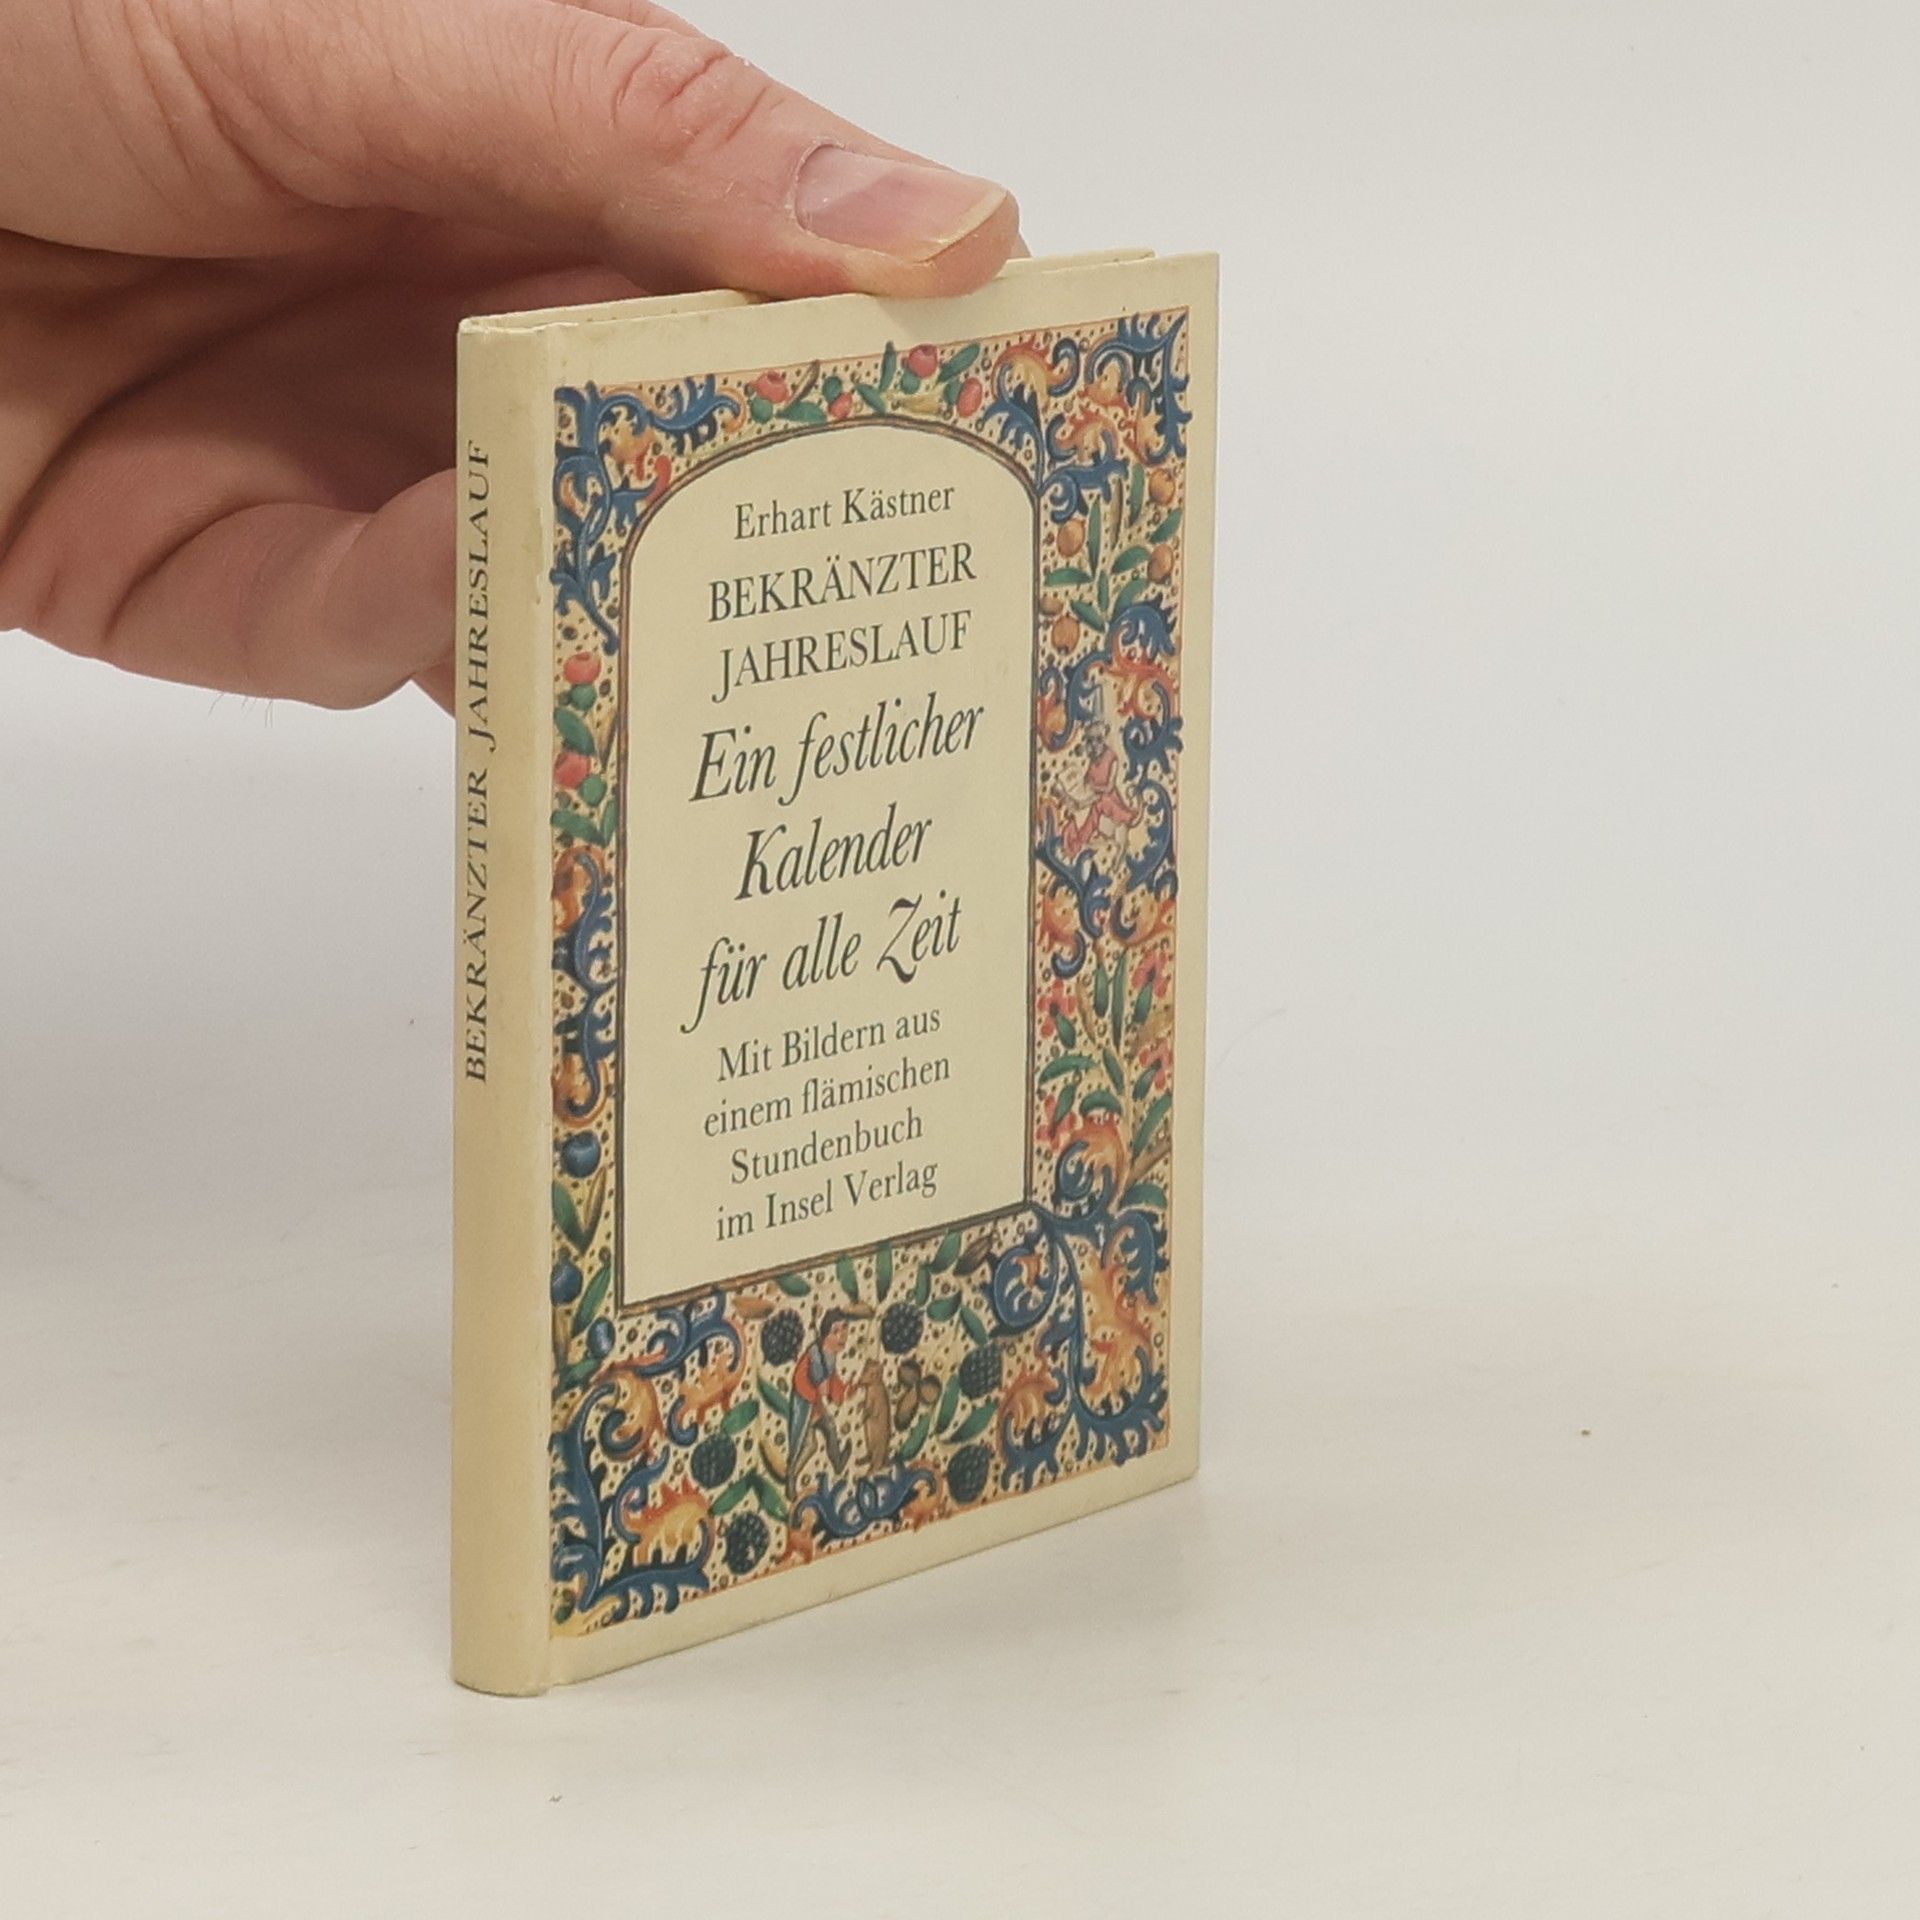 BEKRÄNZTER JAHRESLAUF
Erhart Kästner
BEKRÄNZTER
JAHRESLAUF
Ein festlicher
Kalender
für alle Zeit
Mit Bildern aus
einem flämischen
Stundenbuch
im Insel Verlag